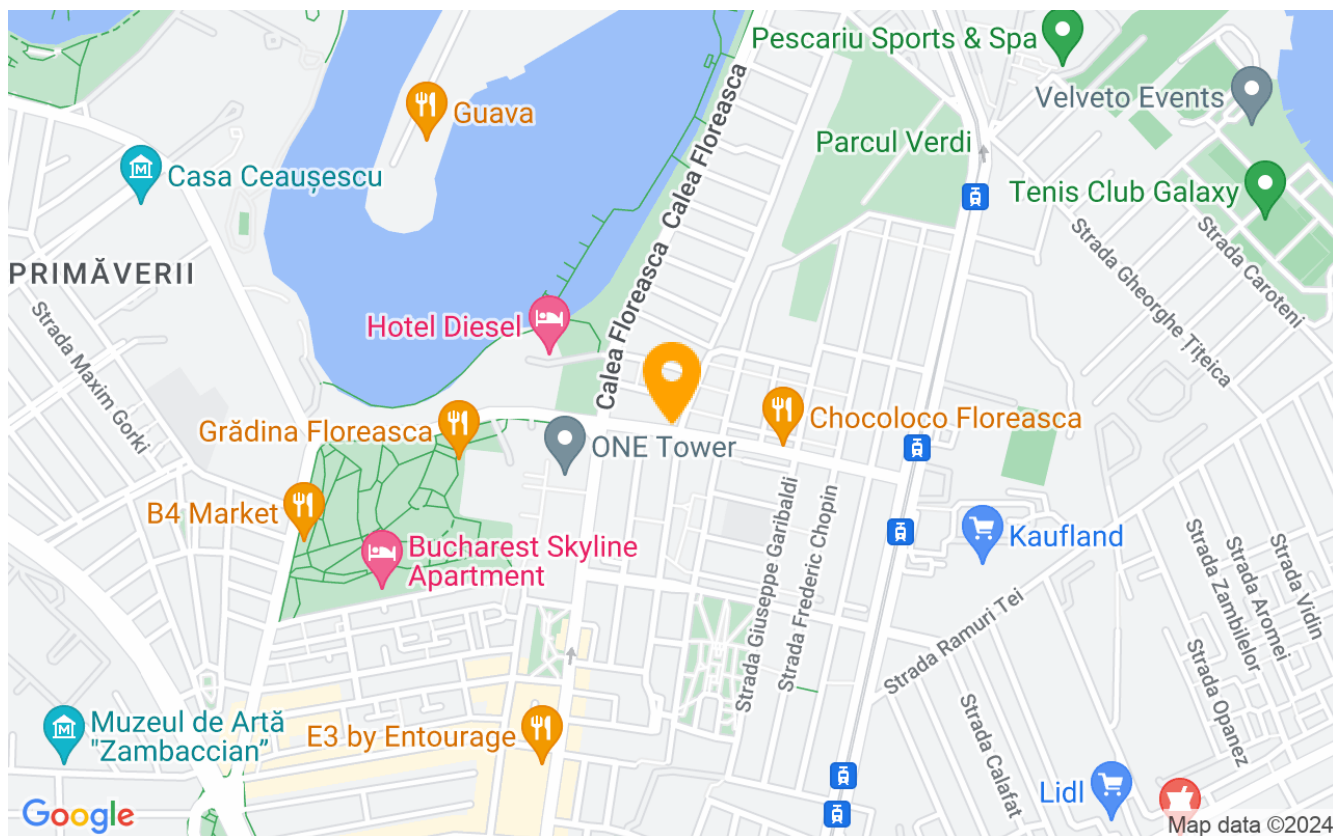 Pescariu Sports & Spa
Velveto Events
Guava
Calea Floreasca
Parcul Verdi
Casa Ceaușescu
Tenis Club Galaxy
PRIMĂVERII
Strada Caroteni
Strada Gheorghe Țițeica
Hotel Diesel
Calea Floreasca
Calea Floreasca
Strada Maxim Gorki
Grădina Floreasca
ONE Tower
Chocoloco Floreasca
B4 Market
Kaufland
Bucharest Skyline
Apartment
Strada Giuseppe Garibaldi
Strada Frederic Chopin
Strada Ramuri Tei
Strada Zambilelor
Strada Aromei
Strada Vidin
Strada Opanez
Strada Calafat
Muzeul de Artă
"Zambaccian”
E3 by Entourage
Lidl
Google
Map data ©2024